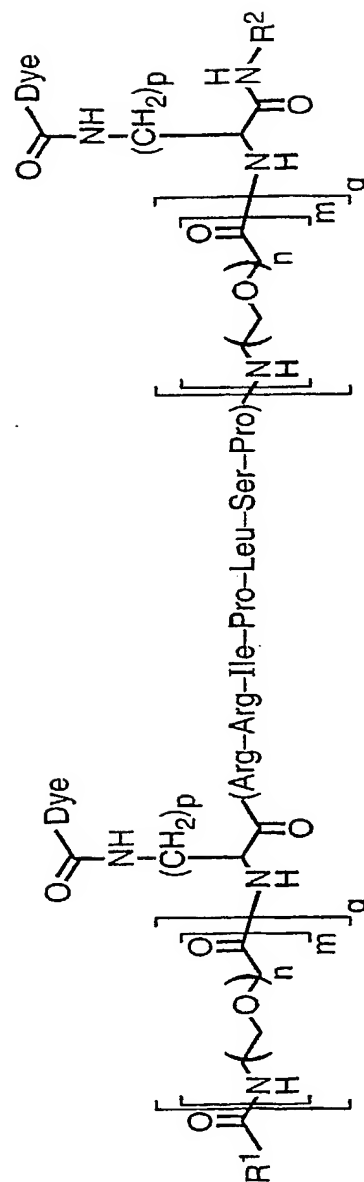 Dye Dye
O O
NH NH
(CH₂)p (CH₂)p H
N–R²
(Arg–Arg–Ile–Pro–Leu–Ser–Pro)
O N O O N O
H H
R¹ N ( O )n m q N ( O )n m q
H H